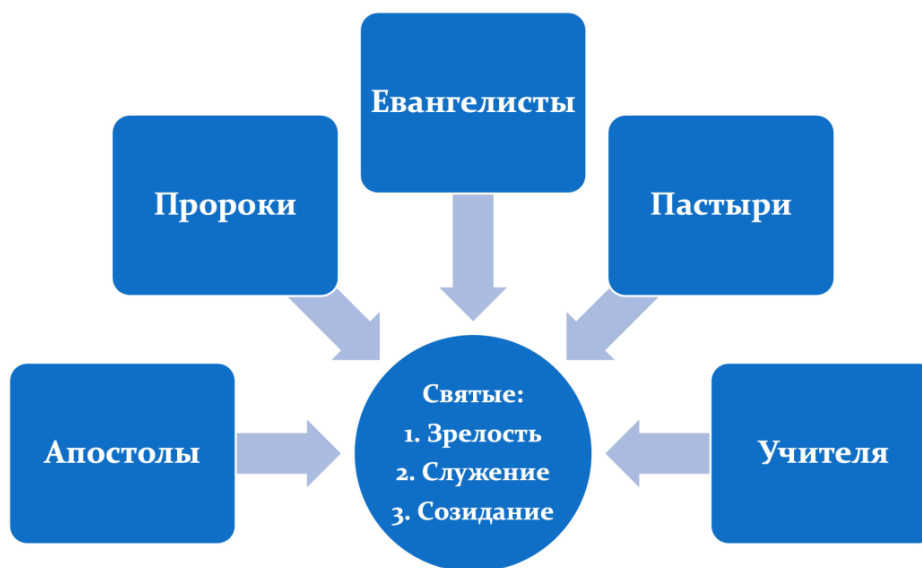 Евангелисты
Пророки
Пастыри
Апостолы
Святые:
1. Зрелость
2. Служение
3. Созидание
Учителя